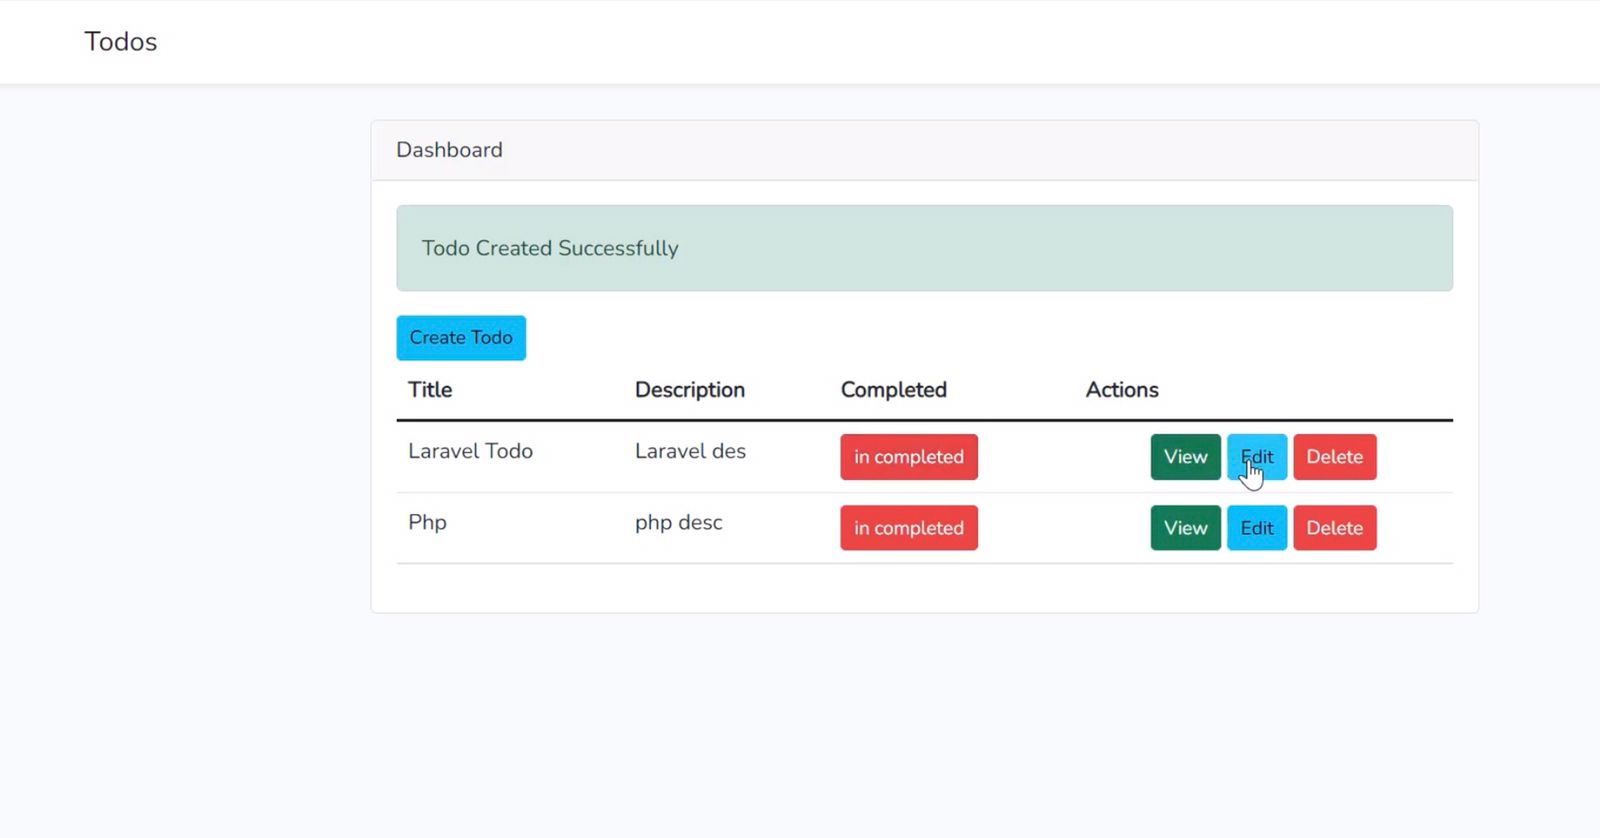 Todos
Dashboard
Todo Created Successfully
Create Todo
Title Description Completed Actions
Laravel Todo Laravel des in completed View Edit Delete
Php php desc in completed View Edit Delete